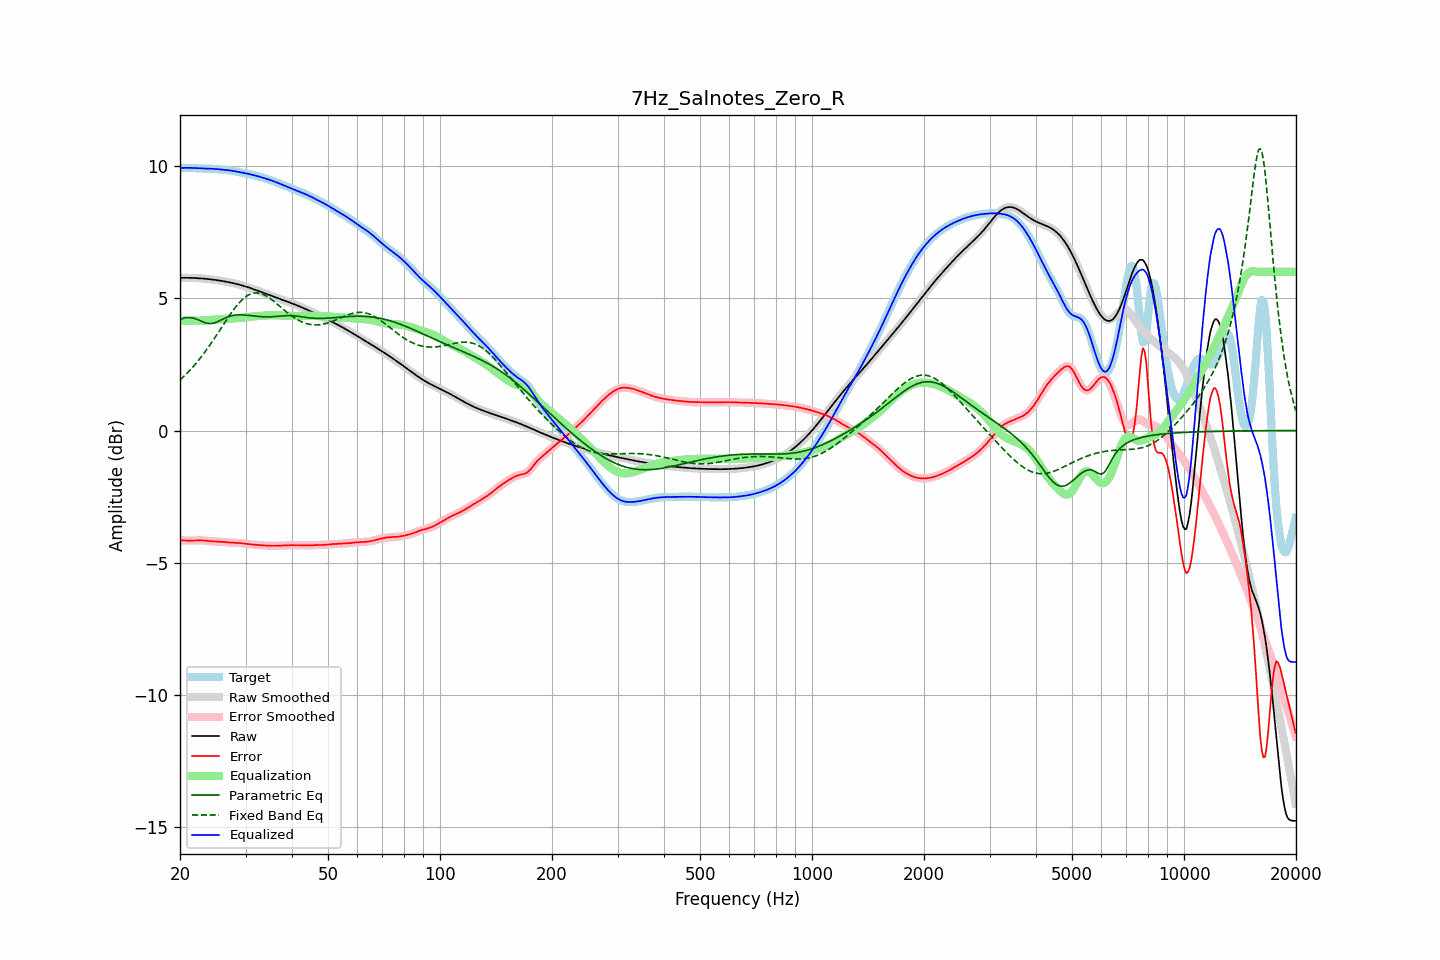 7Hz_Salnotes_Zero_R
Amplitude (dBr)
10
5
0
−5
−10
−15
Target
Raw Smoothed
Error Smoothed
Raw
Error
Equalization
Parametric Eq
Fixed Band Eq
Equalized
20 50 100 200 500 1000 2000 5000 10000 20000
Frequency (Hz)